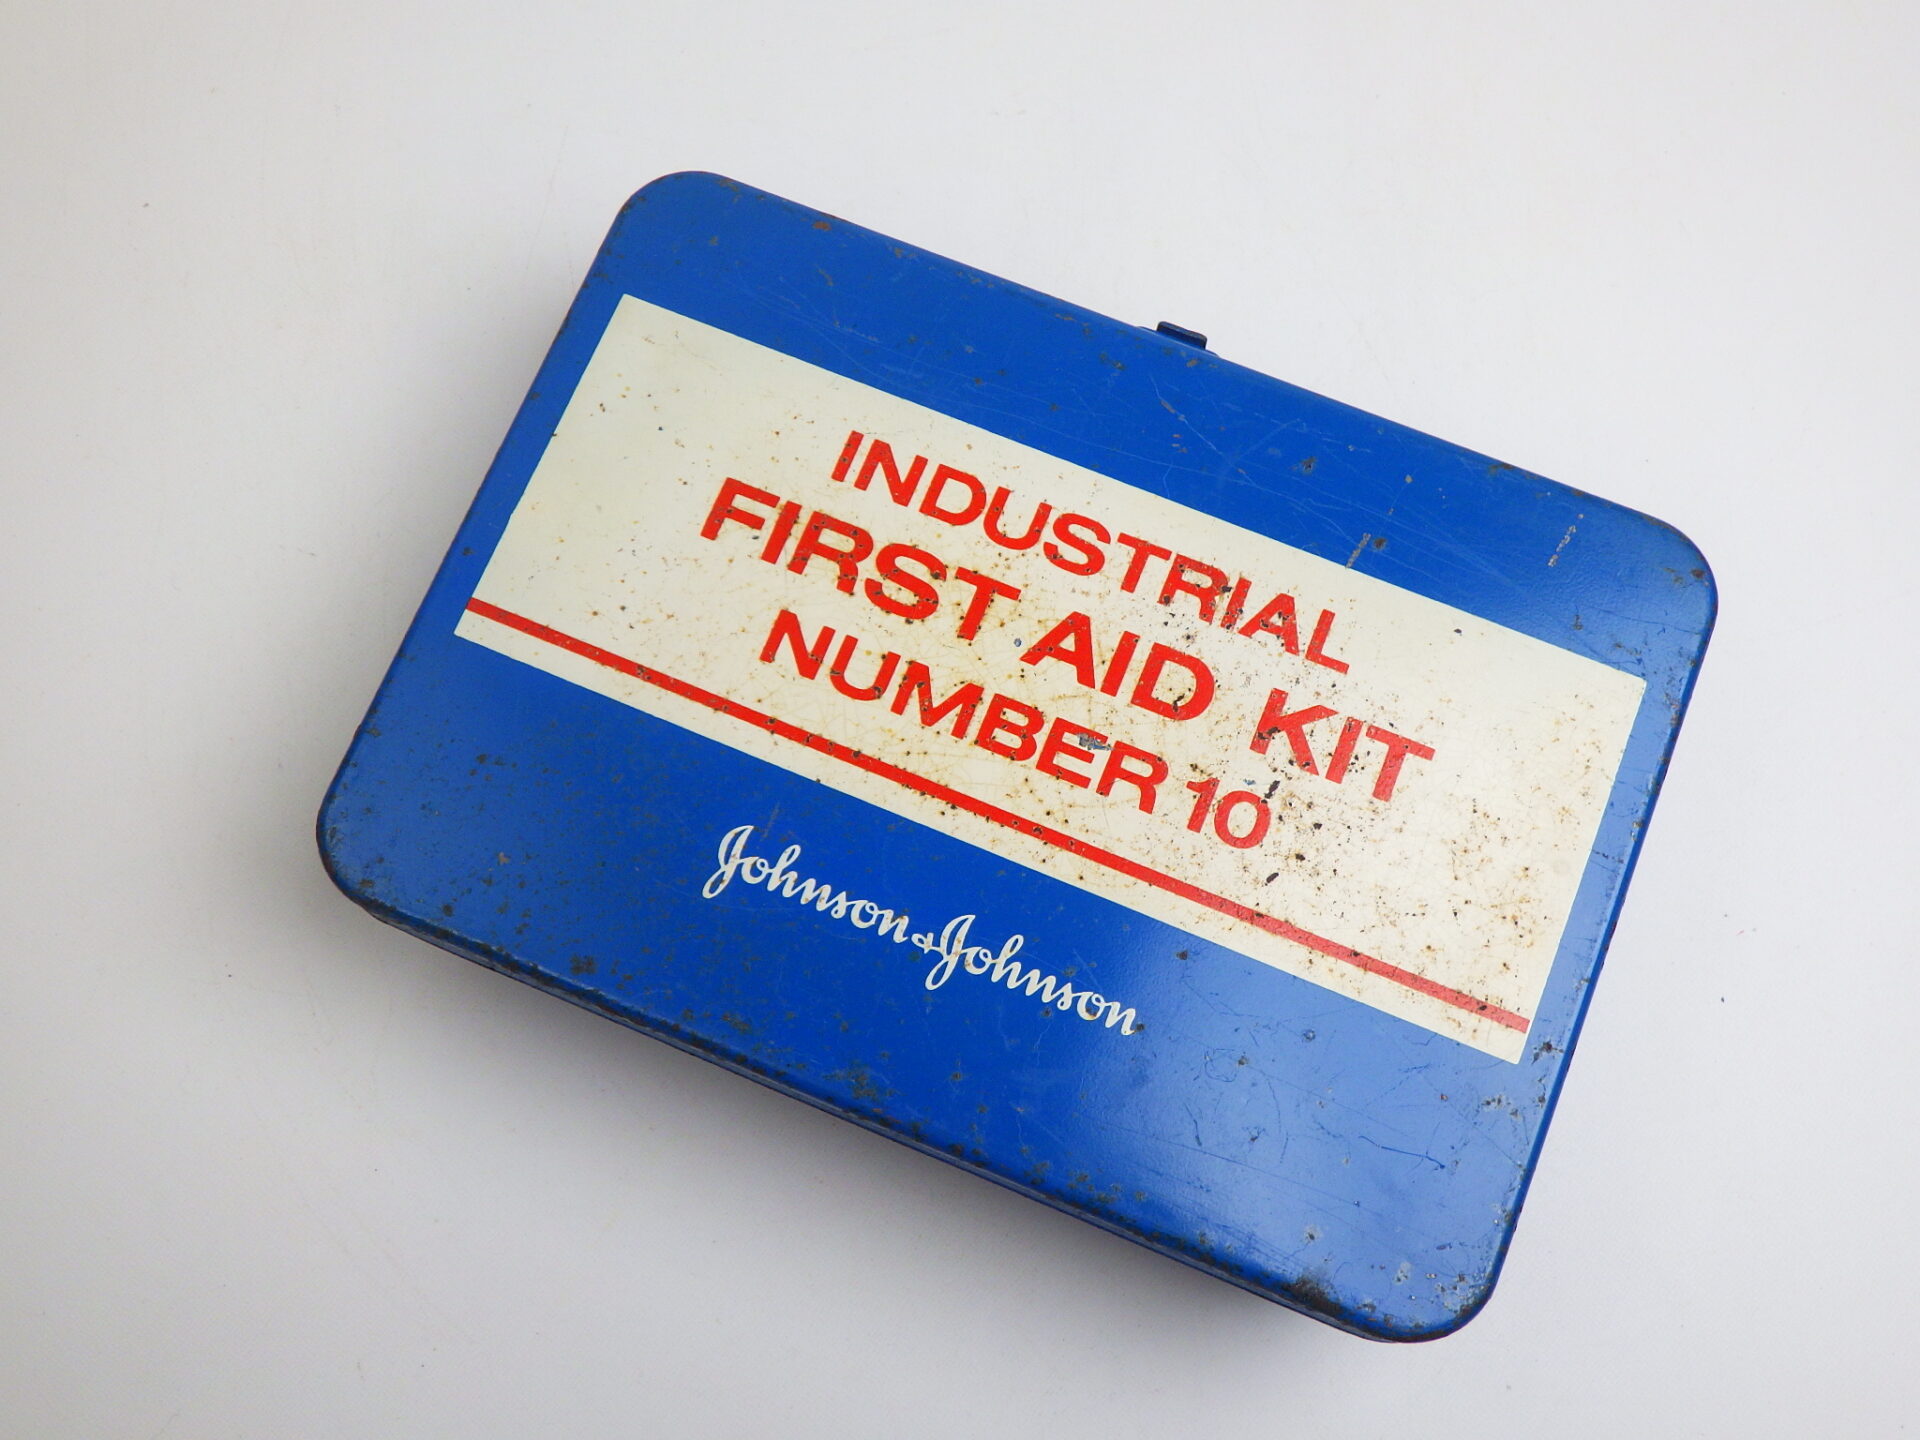 INDUSTRIAL
FIRST AID KIT
NUMBER 10
Johnson & Johnson